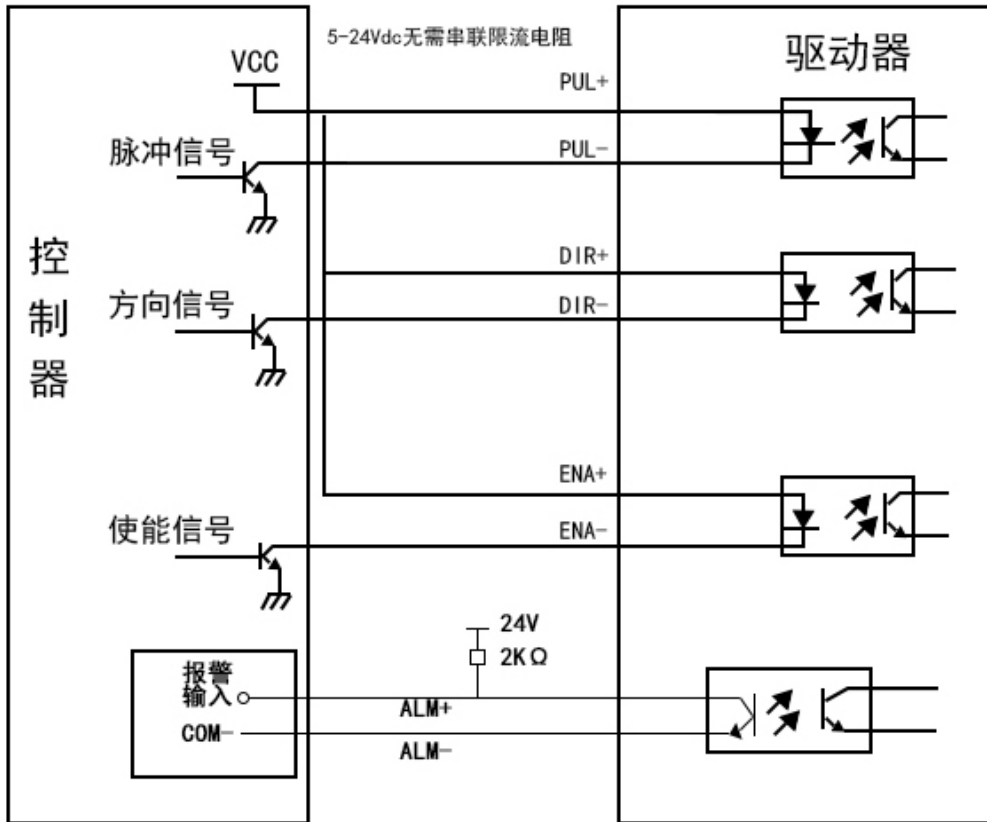 5-24Vdc无需串联限流电阻
驱动器
VCC
PUL+
脉冲信号
PUL-
控
制
器
DIR+
方向信号
DIR-
ENA+
使能信号
ENA-
24V
2KΩ
报警
输入
ALM+
COM-
ALM-